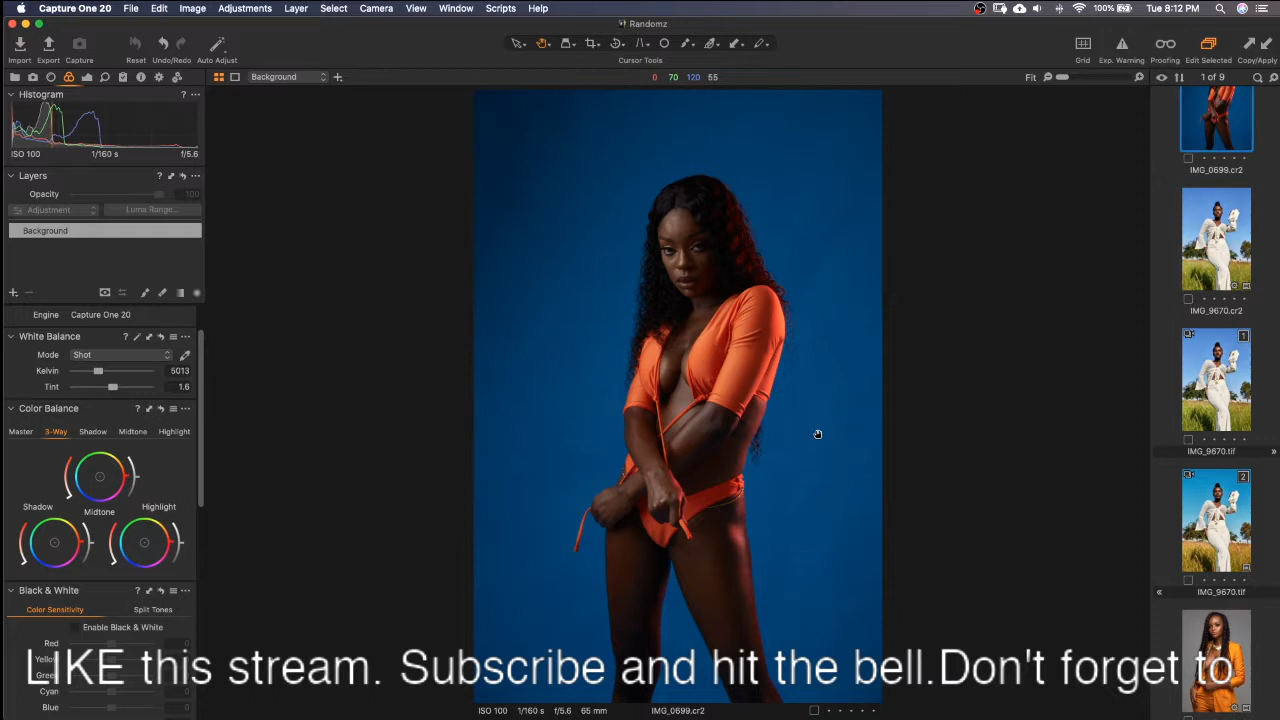 Capture One 20 File Edit Image Adjustments Layer Select Camera View Window Scripts Help 100% Tue 8:12 PM
Randomz
Import Export Capture Reset Undo/Redo Auto Adjust Cursor Tools Grid Exp. Warning Proofing Edit Selected Copy/Apply
Background 0 70 120 55 Fit 1 of 9
Histogram ?
ISO 100 1/160 s f/5.6
Layers ?
Opacity 100
Adjustment Luma Range...
Background
Engine Capture One 20
White Balance ?
Mode Shot
Kelvin 5013
Tint 1.6
Color Balance ?
Master 3-Way Shadow Midtone Highlight
Shadow Midtone Highlight
Black & White ?
Color Sensitivity Split Tones
Enable Black & White
Red 0
Yellow
Green
Cyan
Blue
IMG_0699.cr2
IMG_9670.cr2
1
IMG_9670.tif
2
IMG_9670.tif
LIKE this stream. Subscribe and hit the bell.Don't forget to
ISO 100 1/160 s f/5.6 65 mm IMG_0699.cr2